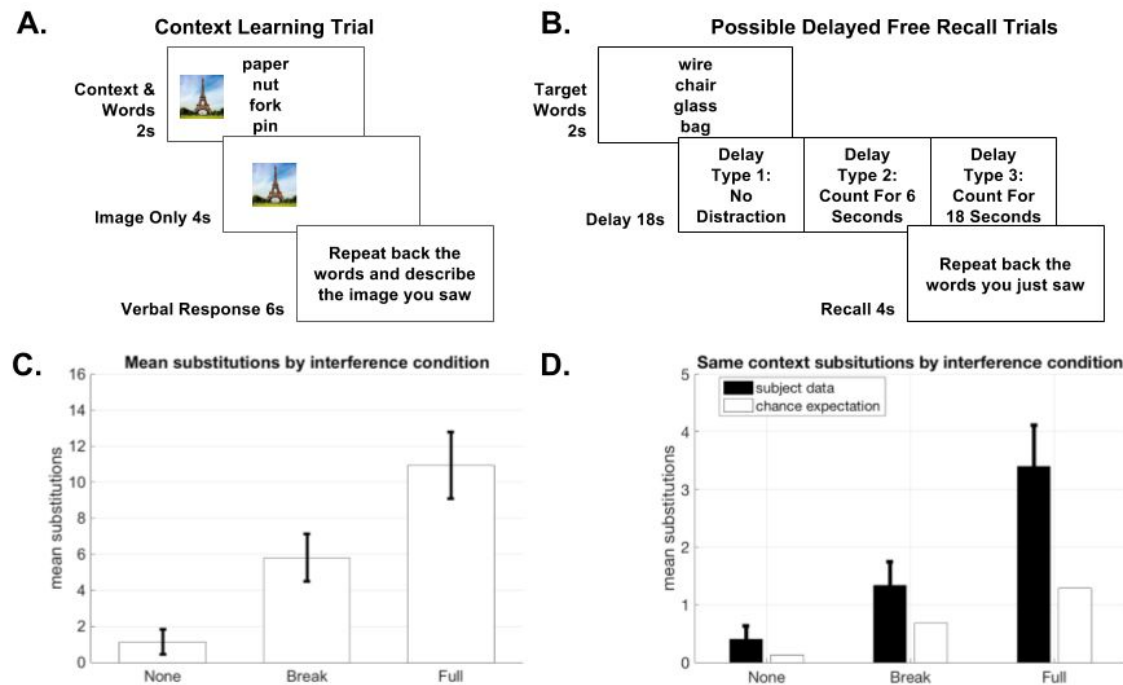 A.
Context Learning Trial
Context &
Words
2s
paper
nut
fork
pin
Image Only 4s
Repeat back the
words and describe
the image you saw
Verbal Response 6s
B.
Possible Delayed Free Recall Trials
Target
Words
2s
wire
chair
glass
bag
Delay 18s
Delay
Type 1:
No
Distraction
Delay
Type 2:
Count For 6
Seconds
Delay
Type 3:
Count For
18 Seconds
Repeat back the
words you just saw
Recall 4s
C.
Mean substitutions by interference condition
mean substitutions
16
14
12
10
8
6
4
2
0
None
Break
Full
D.
Same context subsitutions by interference condition
subject data
chance expectation
mean substitutions
5
4
3
2
1
0
None
Break
Full